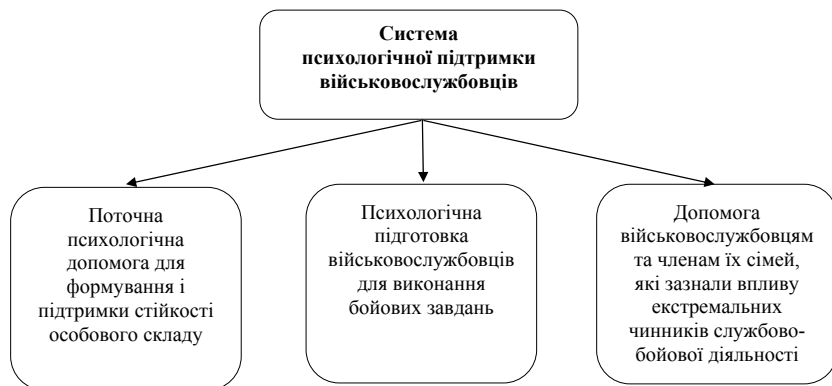 Система
психологічної підтримки
військовослужбовців
Поточна
психологічна
допомога для
формування і
підтримки стійкості
особового складу
Психологічна
підготовка
військовослужбовців
для виконання
бойових завдань
Допомога
військовослужбовцям
та членам їх сімей,
які зазнали впливу
екстремальних
чинників службово-
бойової діяльності